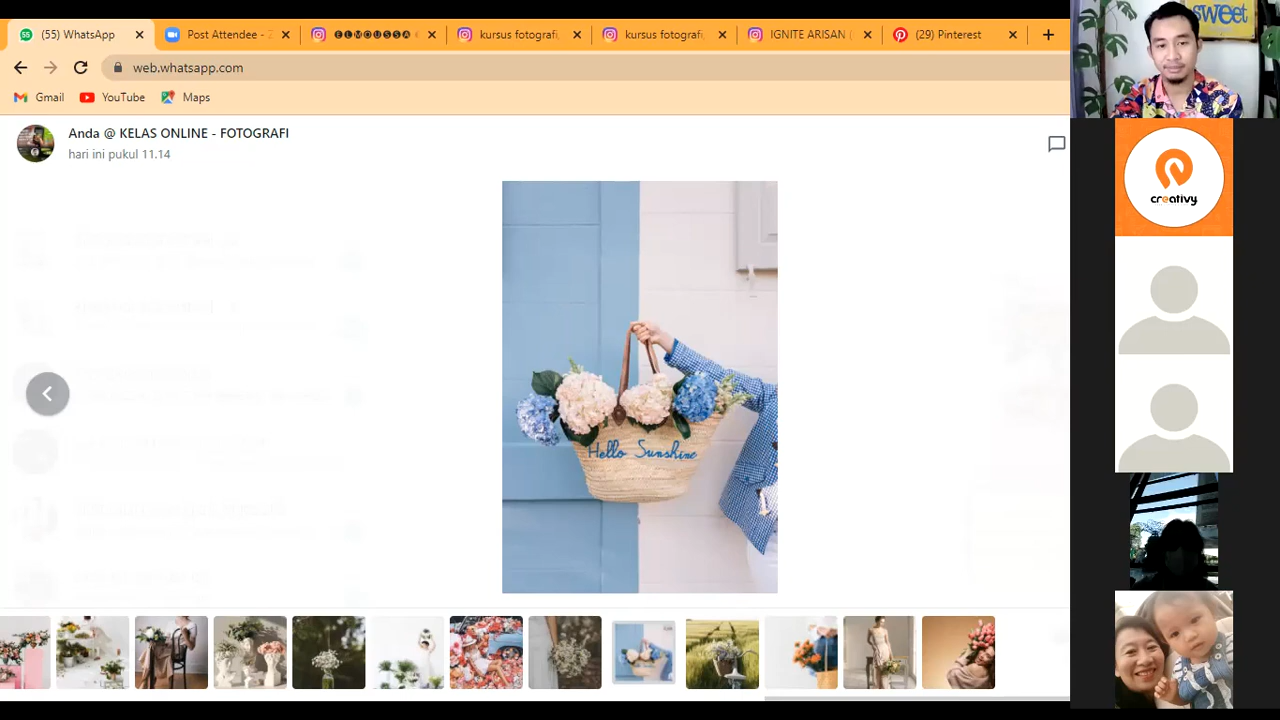 (55) WhatsApp
Post Attendee - Z
ELMOUSSA
kursus fotografi,
kursus fotografi,
IGNITE ARISAN (
(29) Pinterest
sweet
web.whatsapp.com
Gmail
YouTube
Maps
Anda @ KELAS ONLINE - FOTOGRAFI
hari ini pukul 11.14
creativy
Hello Sunshine